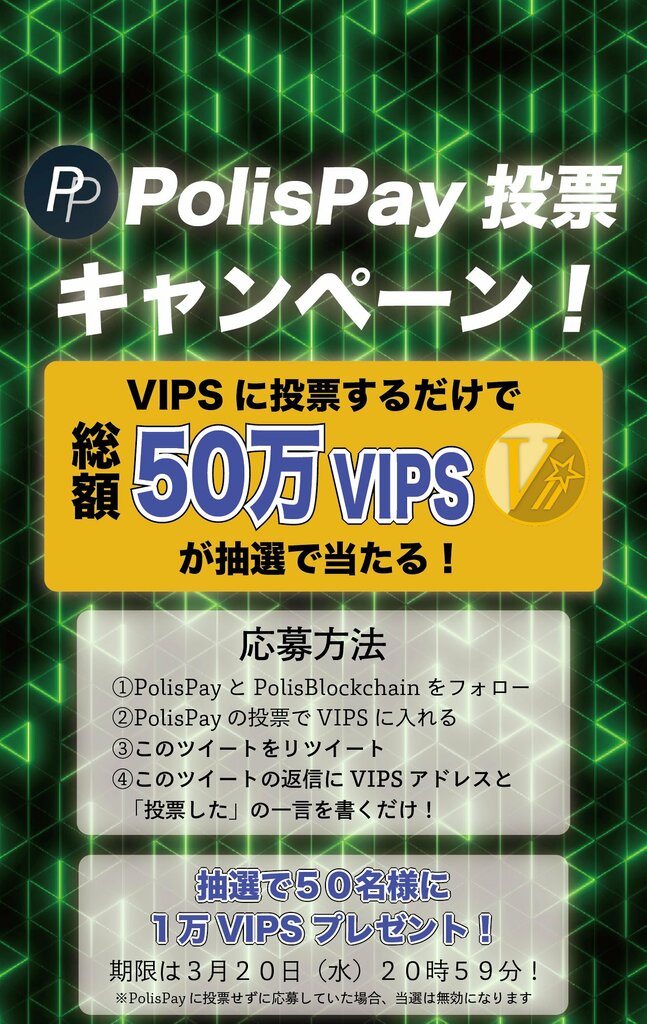 PP
PolisPay 投票
キャンペーン！
VIPS に投票するだけで
総額
50万 VIPS
V
が抽選で当たる！
応募方法
①PolisPay と PolisBlockchain をフォロー
②PolisPay の投票で VIPS に入れる
③このツイートをリツイート
④このツイートの返信に VIPS アドレスと
「投票した」の一言を書くだけ！
抽選で５０名様に
１万 VIPS プレゼント！
期限は３月２０日（水）２０時５９分！
※PolisPay に投票せずに応募していた場合、当選は無効になります